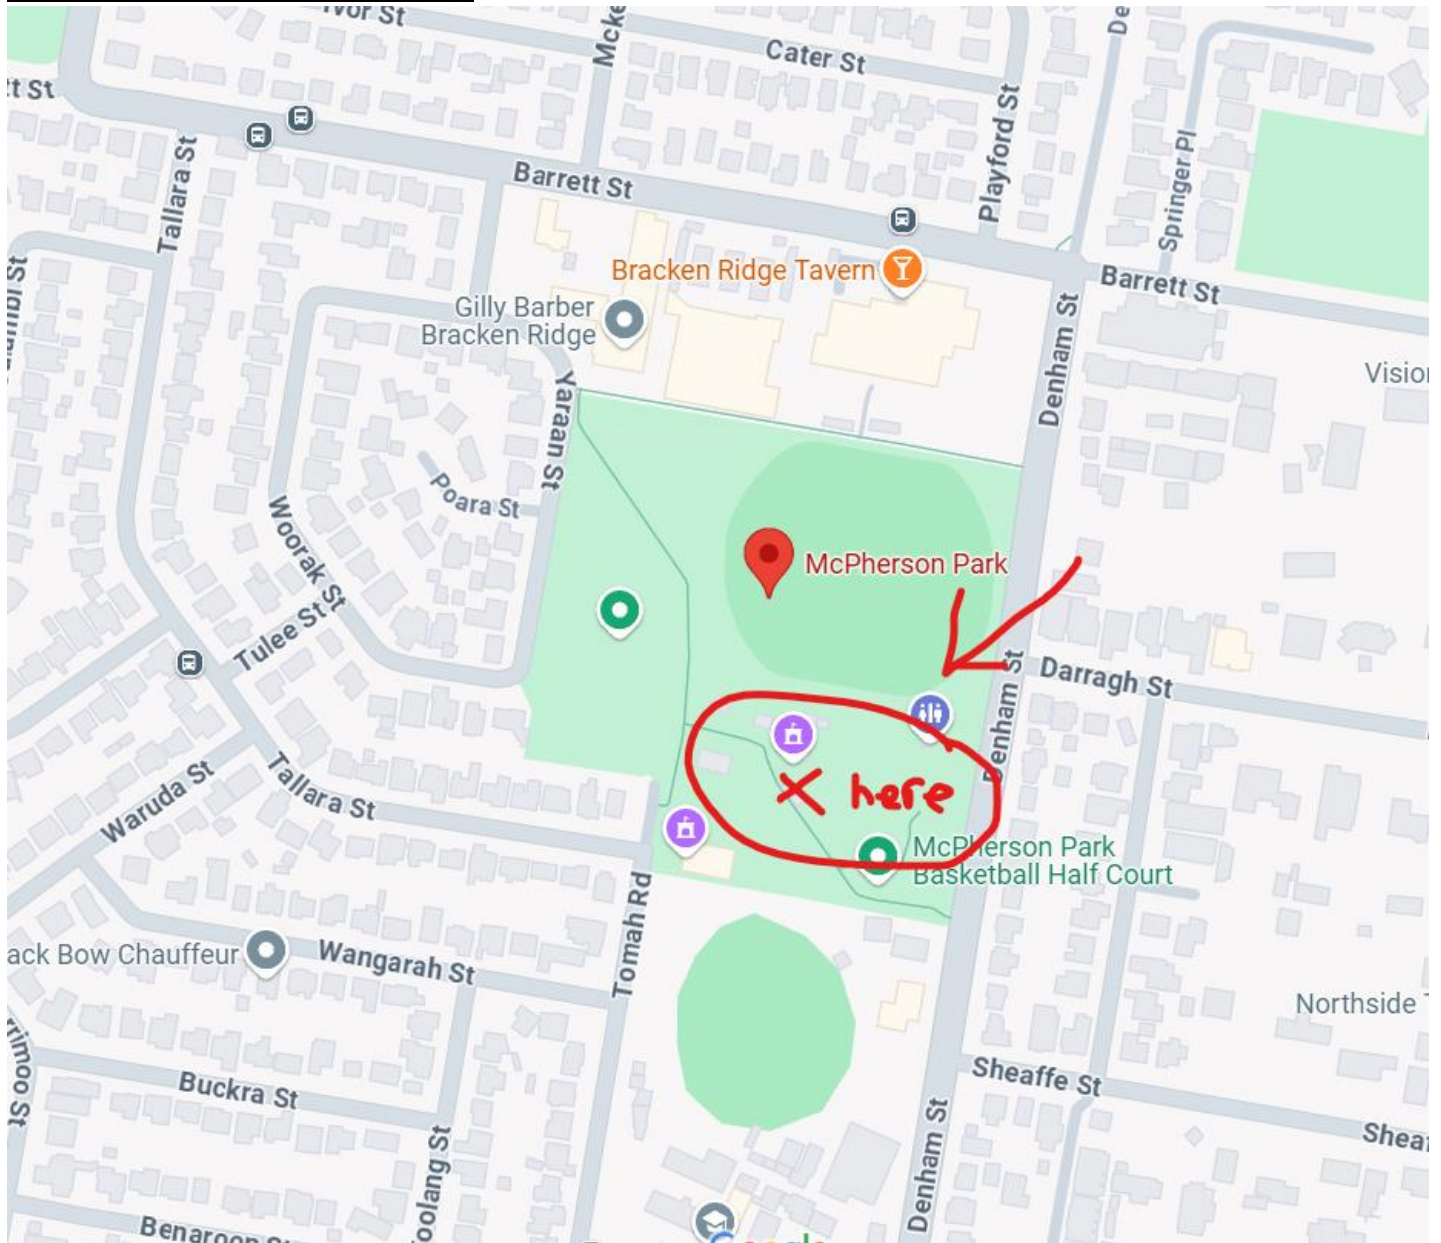 Cater St
Playford St
Springer Pl
Tallara St
Barrett St
Bracken Ridge Tavern
Barrett St
Gilly Barber
Bracken Ridge
Denham St
Yaraan St
Poara St
Woorak St
McPherson Park
Tulee St
Denham St
Darragh St
Denham St
X here
Tallara St
Waruda St
McPherson Park
Basketball Half Court
Tomah Rd
ack Bow Chauffeur
Wangarah St
Northside
Sheaffe St
Buckra St
Denham St